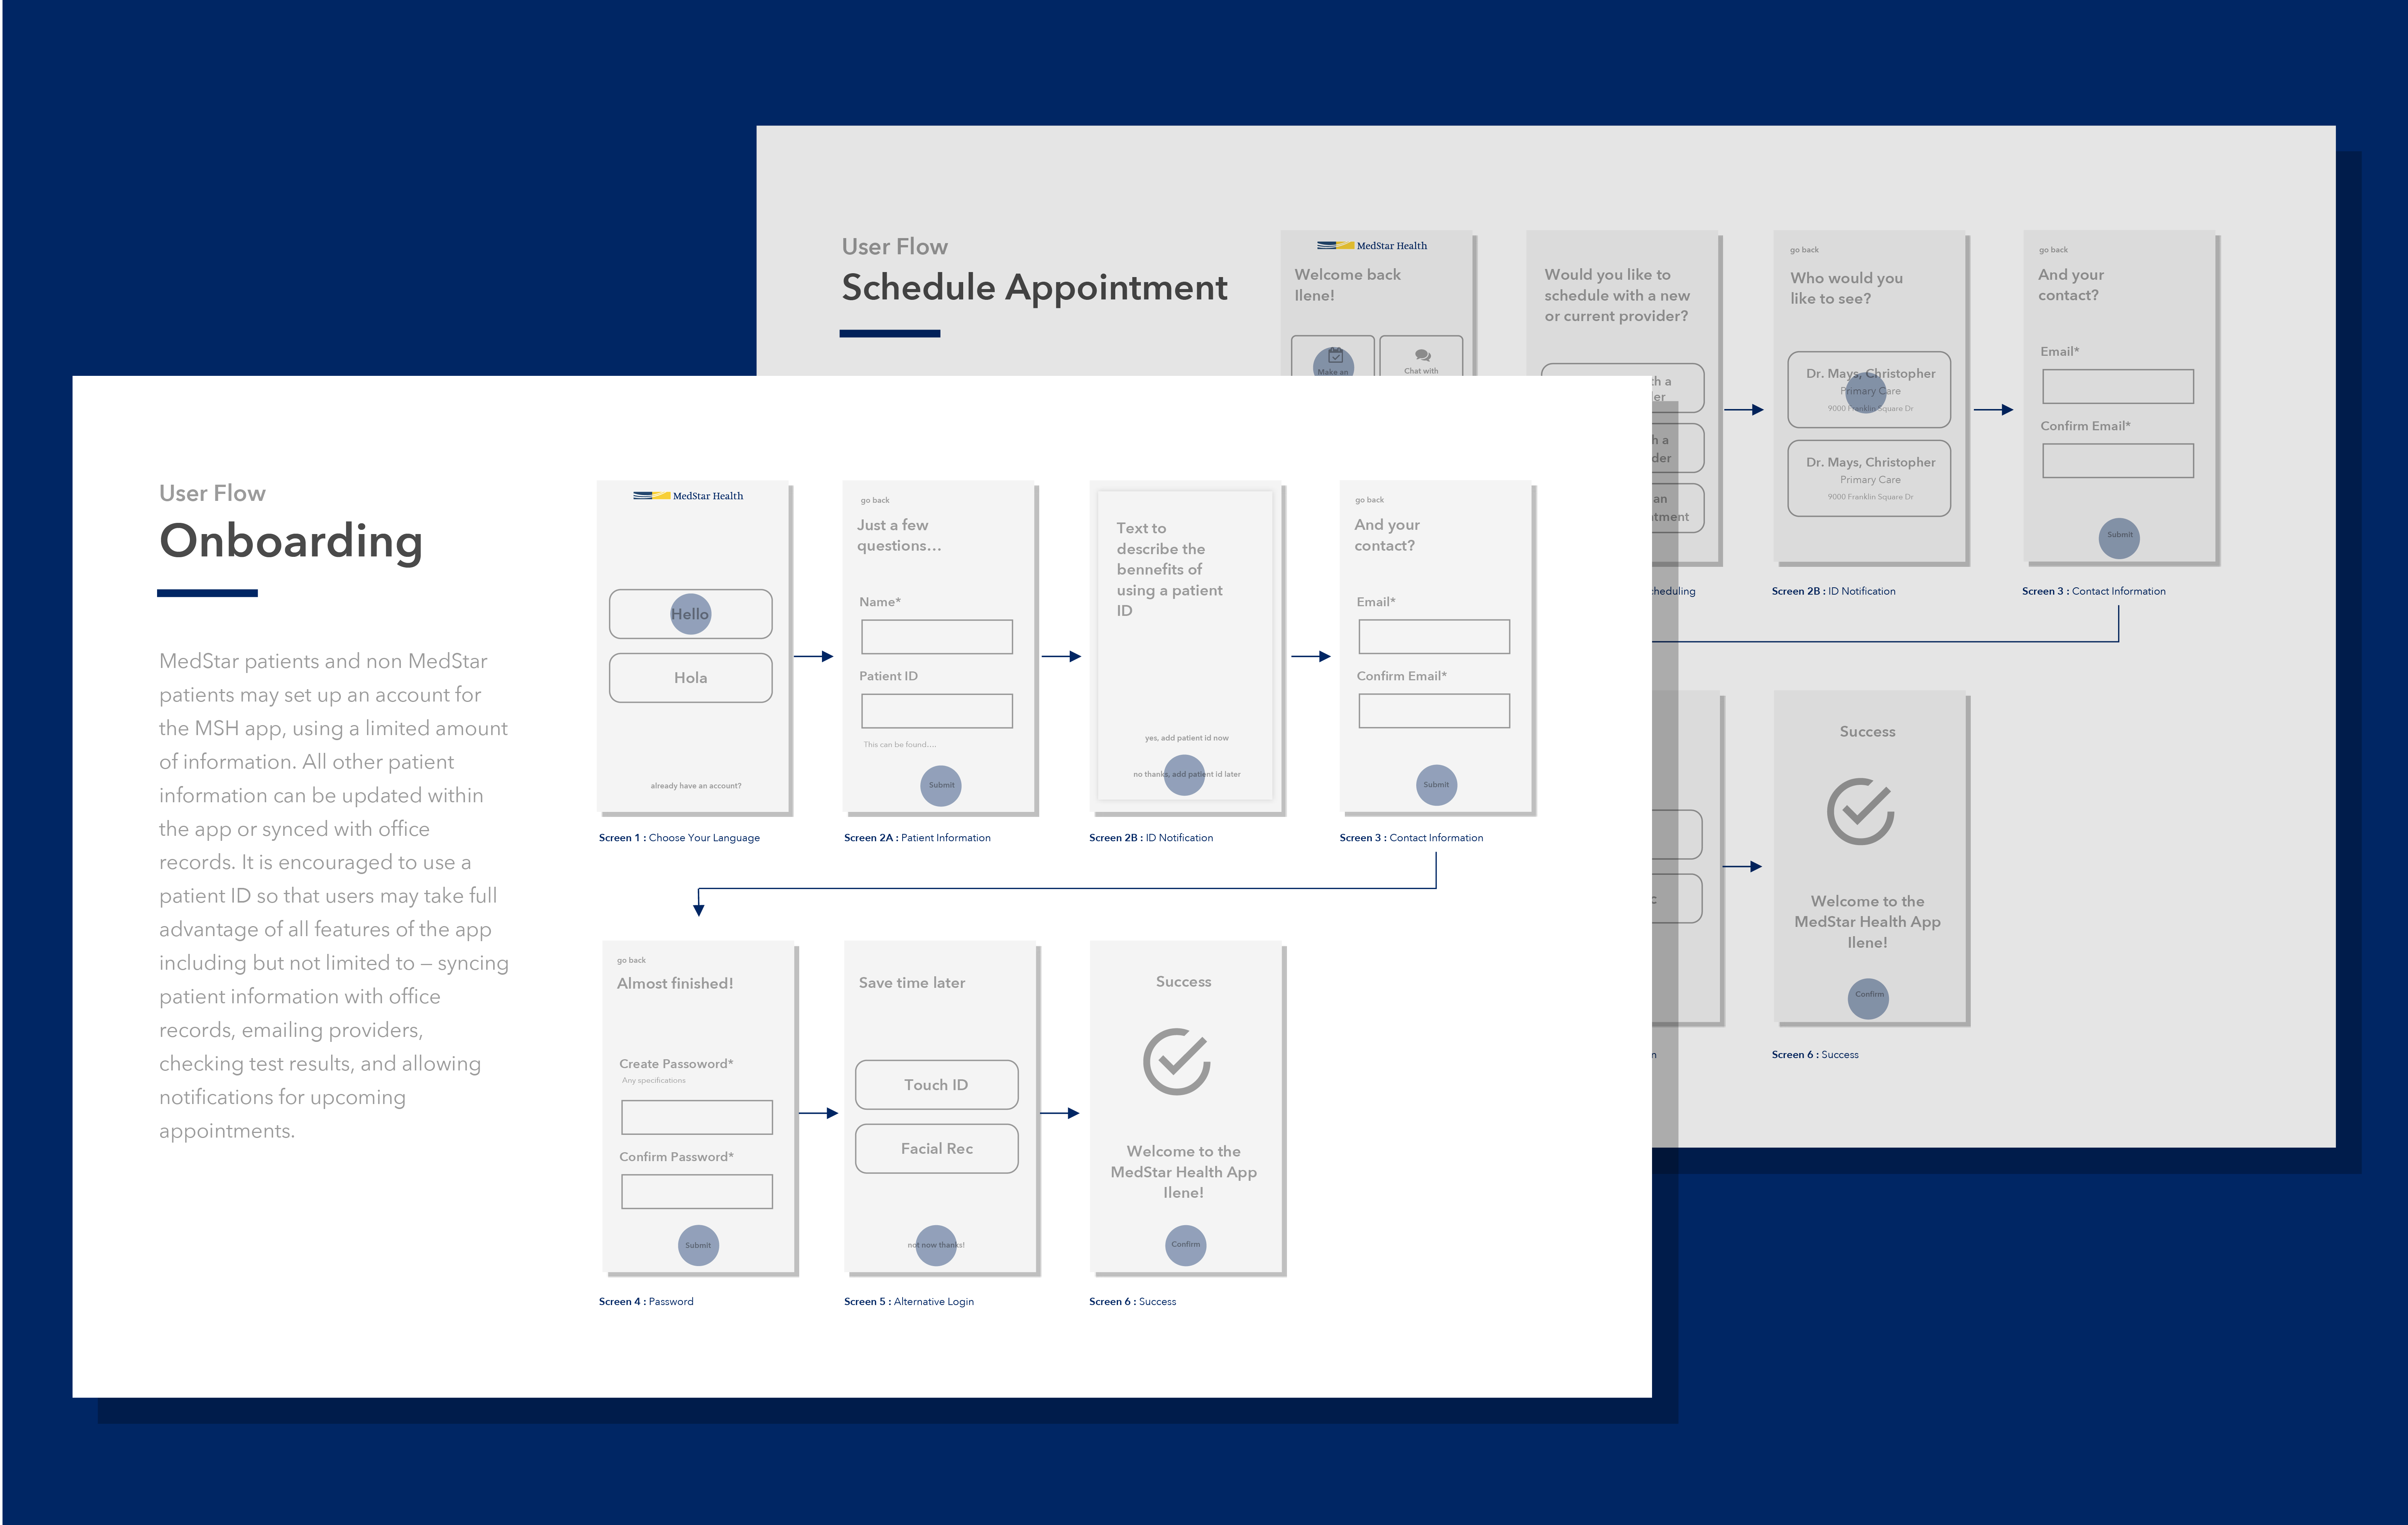 User Flow
Schedule Appointment
MedStar Health
Welcome back
Ilene!
Make an
Chat with
Would you like to
schedule with a new
or current provider?
go back
Who would you
like to see?
Dr. Mays, Christopher
Primary Care
9000 Franklin Square Dr
Dr. Mays, Christopher
Primary Care
9000 Franklin Square Dr
Screen 2B : ID Notification
go back
And your
contact?
Email*
Confirm Email*
Submit
Screen 3 : Contact Information
Success
Welcome to the
MedStar Health App
Ilene!
Confirm
Screen 6 : Success
User Flow
Onboarding
MedStar patients and non MedStar
patients may set up an account for
the MSH app, using a limited amount
of information. All other patient
information can be updated within
the app or synced with office
records. It is encouraged to use a
patient ID so that users may take full
advantage of all features of the app
including but not limited to – syncing
patient information with office
records, emailing providers,
checking test results, and allowing
notifications for upcoming
appointments.
MedStar Health
Hello
Hola
already have an account?
Screen 1 : Choose Your Language
go back
Just a few
questions...
Name*
Patient ID
This can be found....
Submit
Screen 2A : Patient Information
Text to
describe the
bennefits of
using a patient
ID
yes, add patient id now
no thanks, add patient id later
Screen 2B : ID Notification
go back
And your
contact?
Email*
Confirm Email*
Submit
Screen 3 : Contact Information
go back
Almost finished!
Create Passoword*
Any specifications
Confirm Password*
Submit
Screen 4 : Password
Save time later
Touch ID
Facial Rec
not now thanks!
Screen 5 : Alternative Login
Success
Welcome to the
MedStar Health App
Ilene!
Confirm
Screen 6 : Success